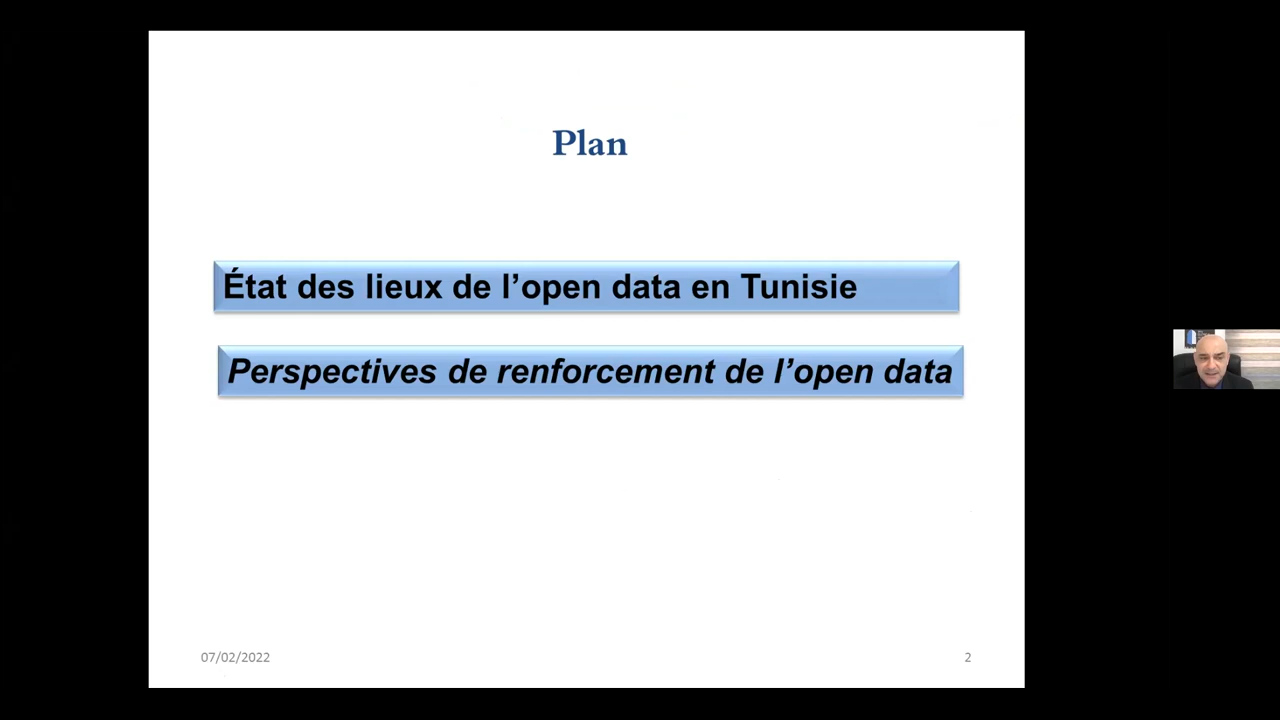 Plan
État des lieux de l’open data en Tunisie
Perspectives de renforcement de l’open data
07/02/2022
2